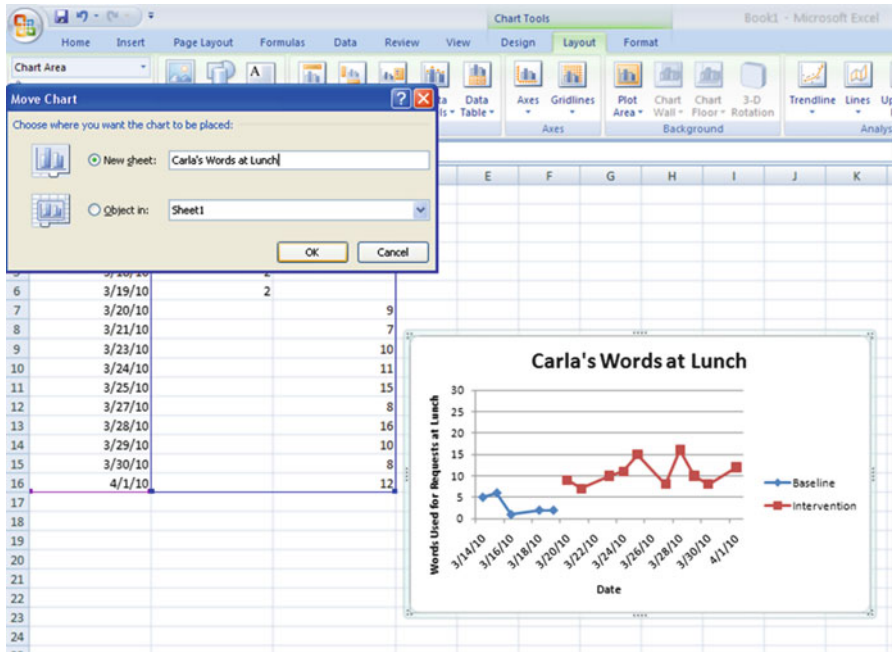 Chart Tools
Book1 - Microsoft Excel
Home Insert Page Layout Formulas Data Review View Design Layout Format
Chart Area
A
Data Table
Axes Gridlines
Plot Area
Chart Wall
Chart Floor
3-D Rotation
Trendline Lines
Axes Background
Move Chart
Choose where you want the chart to be placed:
New sheet: Carla's Words at Lunch
Object in: Sheet1
OK Cancel
E F G H I J K
6 3/19/10 2
7 3/20/10 9
8 3/21/10 7
9 3/23/10 10
10 3/24/10 11
11 3/25/10 15
12 3/27/10 8
13 3/28/10 16
14 3/29/10 10
15 3/30/10 8
16 4/1/10 12
17
18
19
20
21
22
23
24
Carla's Words at Lunch
Words Used for Requests at Lunch
30
25
20
15
10
5
0
3/14/10 3/16/10 3/18/10 3/20/10 3/22/10 3/24/10 3/26/10 3/28/10 3/30/10 4/1/10
Date
Baseline
Intervention